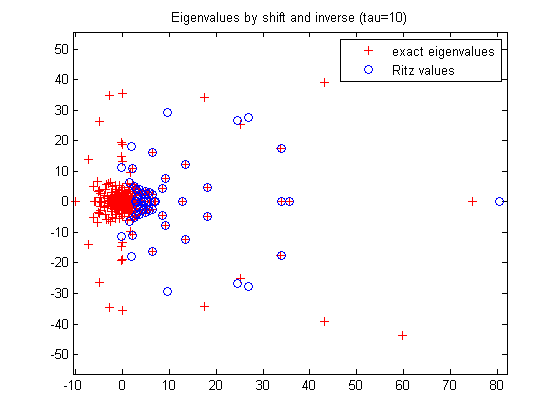 Eigenvalues by shift and inverse (tau=10)
exact eigenvalues
Ritz values
50
40
30
20
10
0
-10
-20
-30
-40
-50
-10 0 10 20 30 40 50 60 70 80